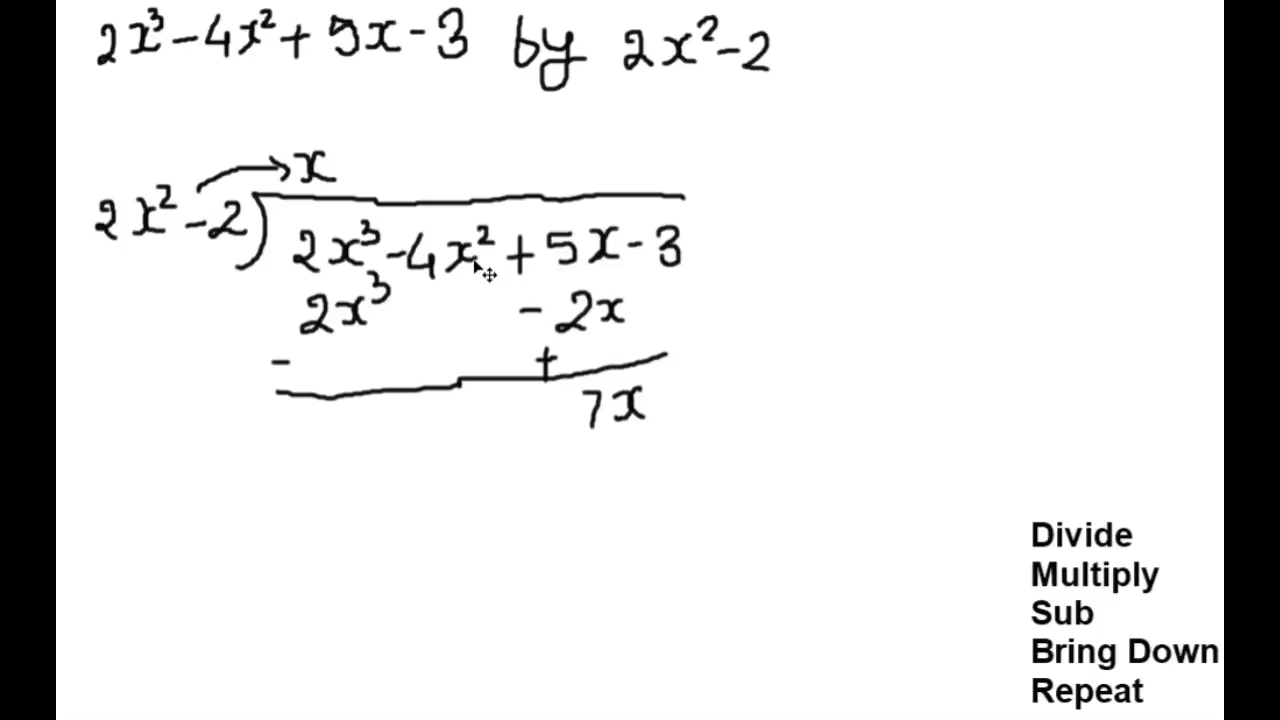 2x³ - 4x² + 5x - 3 by 2x² - 2
x
2x² - 2) 2x³ - 4x² + 5x - 3
2x³ - 2x
- +
7x
Divide
Multiply
Sub
Bring Down
Repeat